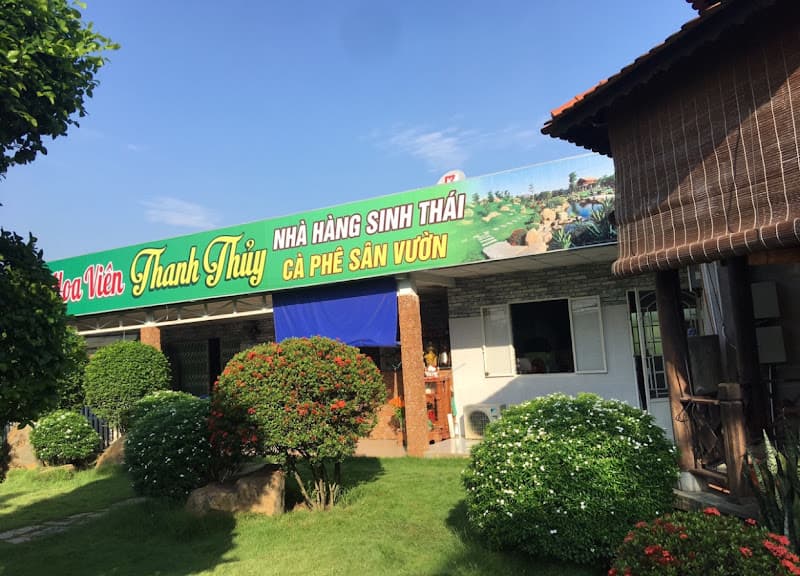 Hoa Viên Thanh Thủy
NHÀ HÀNG SINH THÁI
CÀ PHÊ SÂN VƯỜN